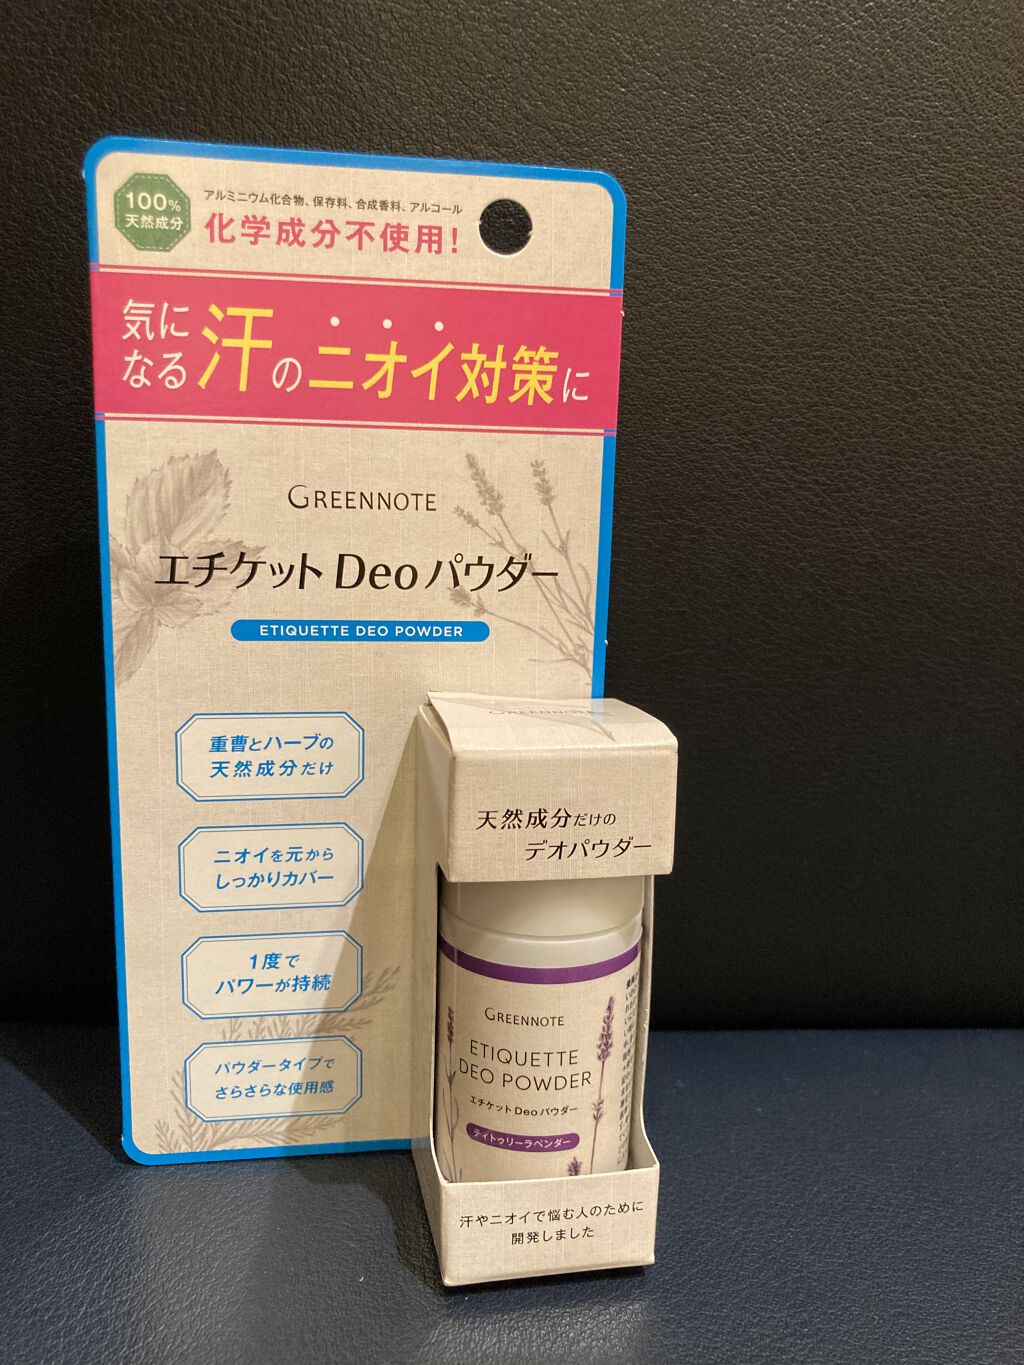 100%
天然成分
アルミニウム化合物、保存料、合成香料、アルコール
化学成分不使用!
気に
なる
汗のニオイ対策に
GREENNOTE
エチケットDeoパウダー
ETIQUETTE DEO POWDER
重曹とハーブの
天然成分だけ
ニオイを元から
しっかりカバー
1度で
パワーが持続
パウダータイプで
さらさらな使用感
GREENNOTE
天然成分だけの
デオパウダー
GREENNOTE
ETIQUETTE
DEO POWDER
エチケットDeoパウダー
ティトゥリーラベンダー
汗やニオイで悩む人のために
開発しました